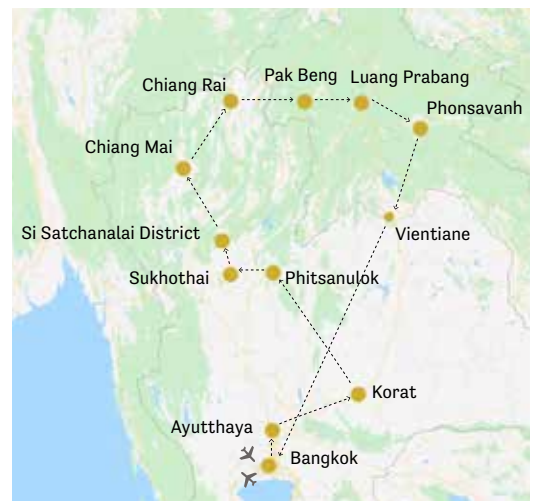 Pak Beng
Luang Prabang
Chiang Rai
Phonsavanh
Chiang Mai
Si Satchanalai District
Vientiane
Sukhothai
Phitsanulok
Korat
Ayutthaya
Bangkok